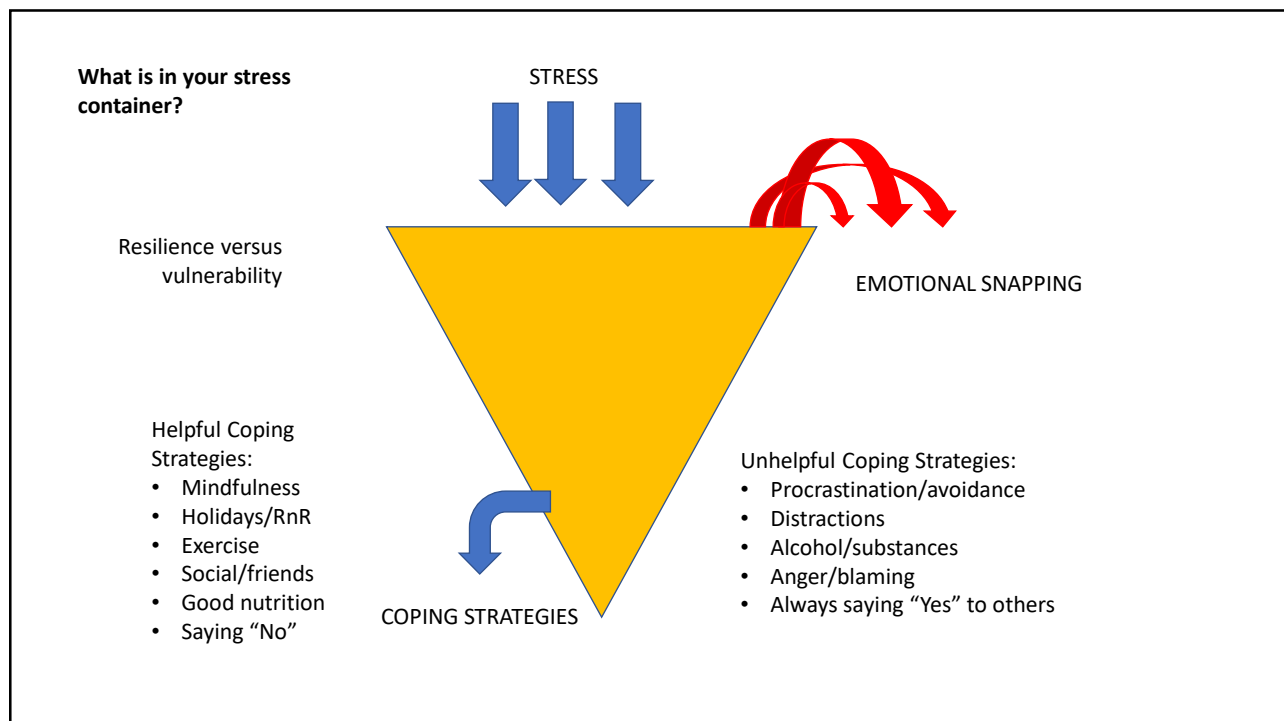 What is in your stress
container?
STRESS
Resilience versus
vulnerability
EMOTIONAL SNAPPING
Helpful Coping
Strategies:
• Mindfulness
• Holidays/RnR
• Exercise
• Social/friends
• Good nutrition
• Saying “No”
COPING STRATEGIES
Unhelpful Coping Strategies:
• Procrastination/avoidance
• Distractions
• Alcohol/substances
• Anger/blaming
• Always saying “Yes” to others